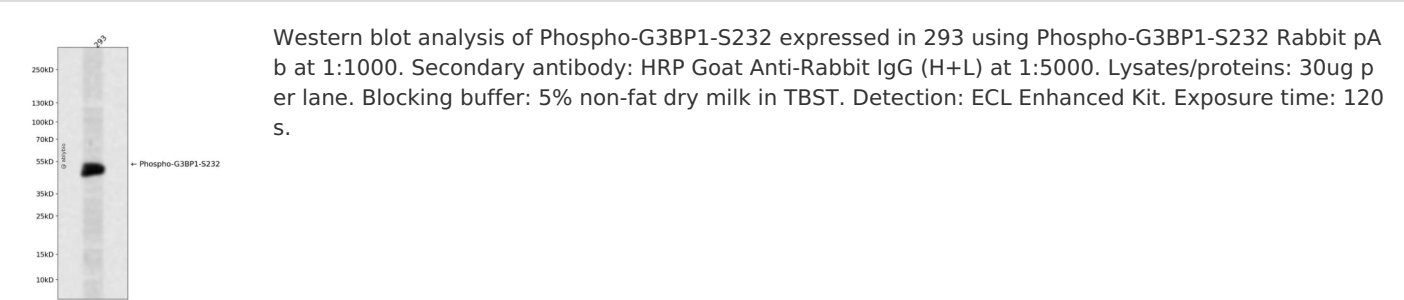 293
250kD
130kD
100kD
70kD
55kD
35kD
25kD
15kD
10kD
← Phospho-G3BP1-S232
Western blot analysis of Phospho-G3BP1-S232 expressed in 293 using Phospho-G3BP1-S232 Rabbit pA
b at 1:1000. Secondary antibody: HRP Goat Anti-Rabbit IgG (H+L) at 1:5000. Lysates/proteins: 30ug p
er lane. Blocking buffer: 5% non-fat dry milk in TBST. Detection: ECL Enhanced Kit. Exposure time: 120
s.